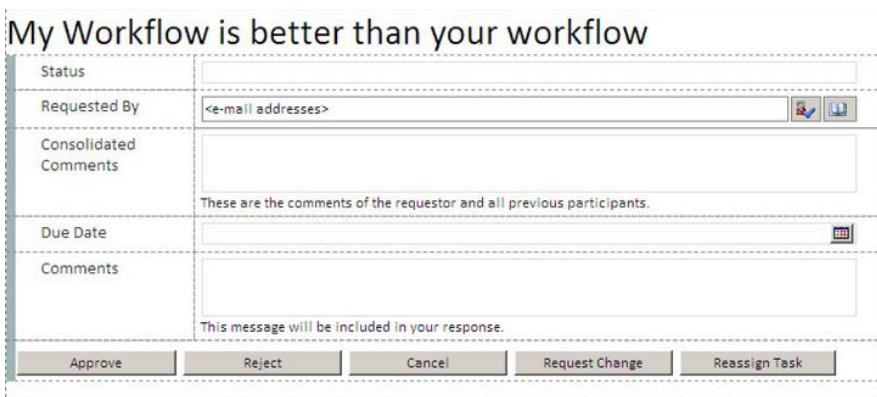 My Workflow is better than your workflow
Status
Requested By
<e-mail addresses>
Consolidated
Comments
These are the comments of the requestor and all previous participants.
Due Date
Comments
This message will be included in your response.
Approve Reject Cancel Request Change Reassign Task